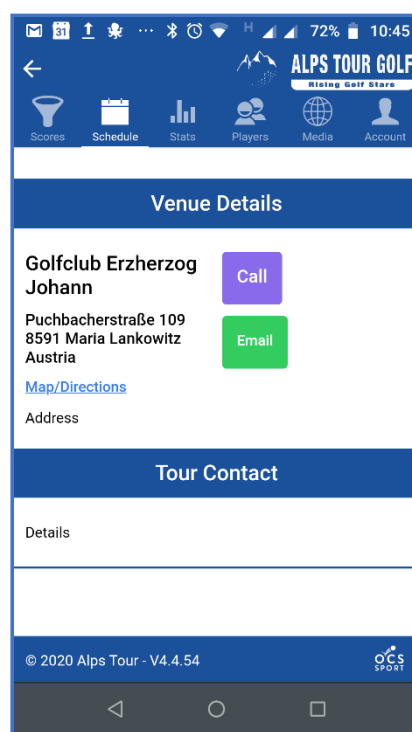 31 H 72% 10:45
ALPS TOUR GOLF
Rising Golf Stars
Scores Schedule Stats Players Media Account
Venue Details
Golfclub Erzherzog
Johann
Call
Puchbacherstraße 109
8591 Maria Lankowitz
Austria
Email
Map/Directions
Address
Tour Contact
Details
© 2020 Alps Tour - V4.4.54
OCS
SPORT